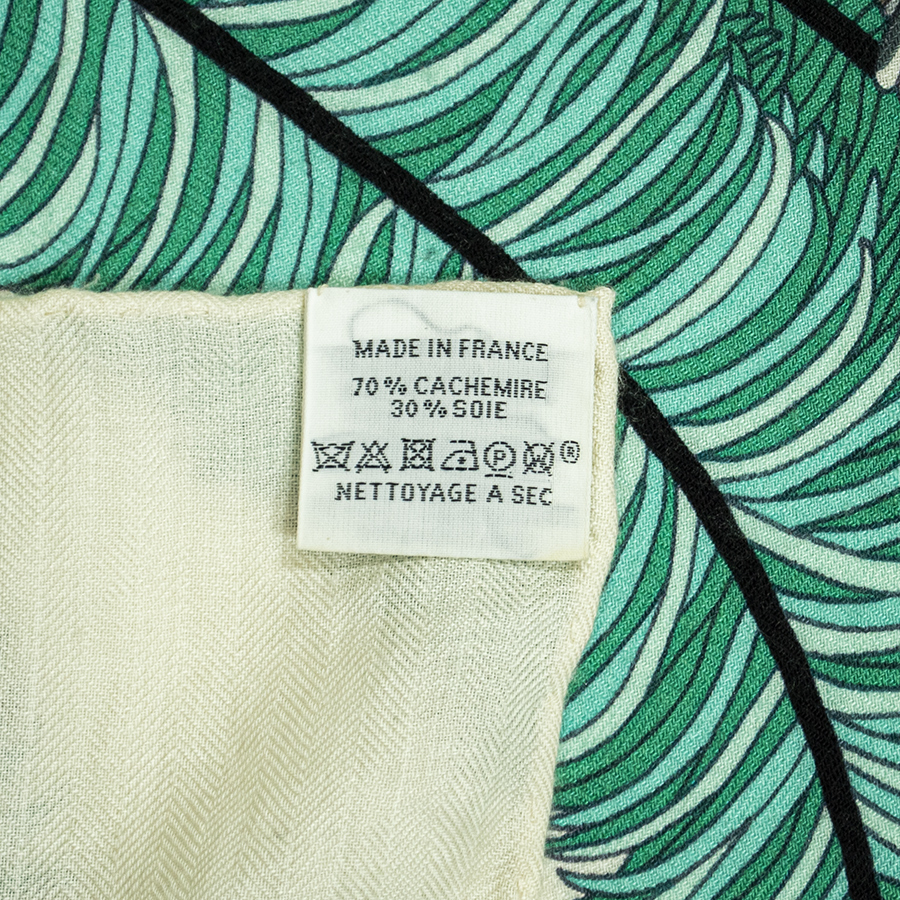 MADE IN FRANCE
70% CACHEMIRE
30% SOIE
P ®
NETTOYAGE A SEC